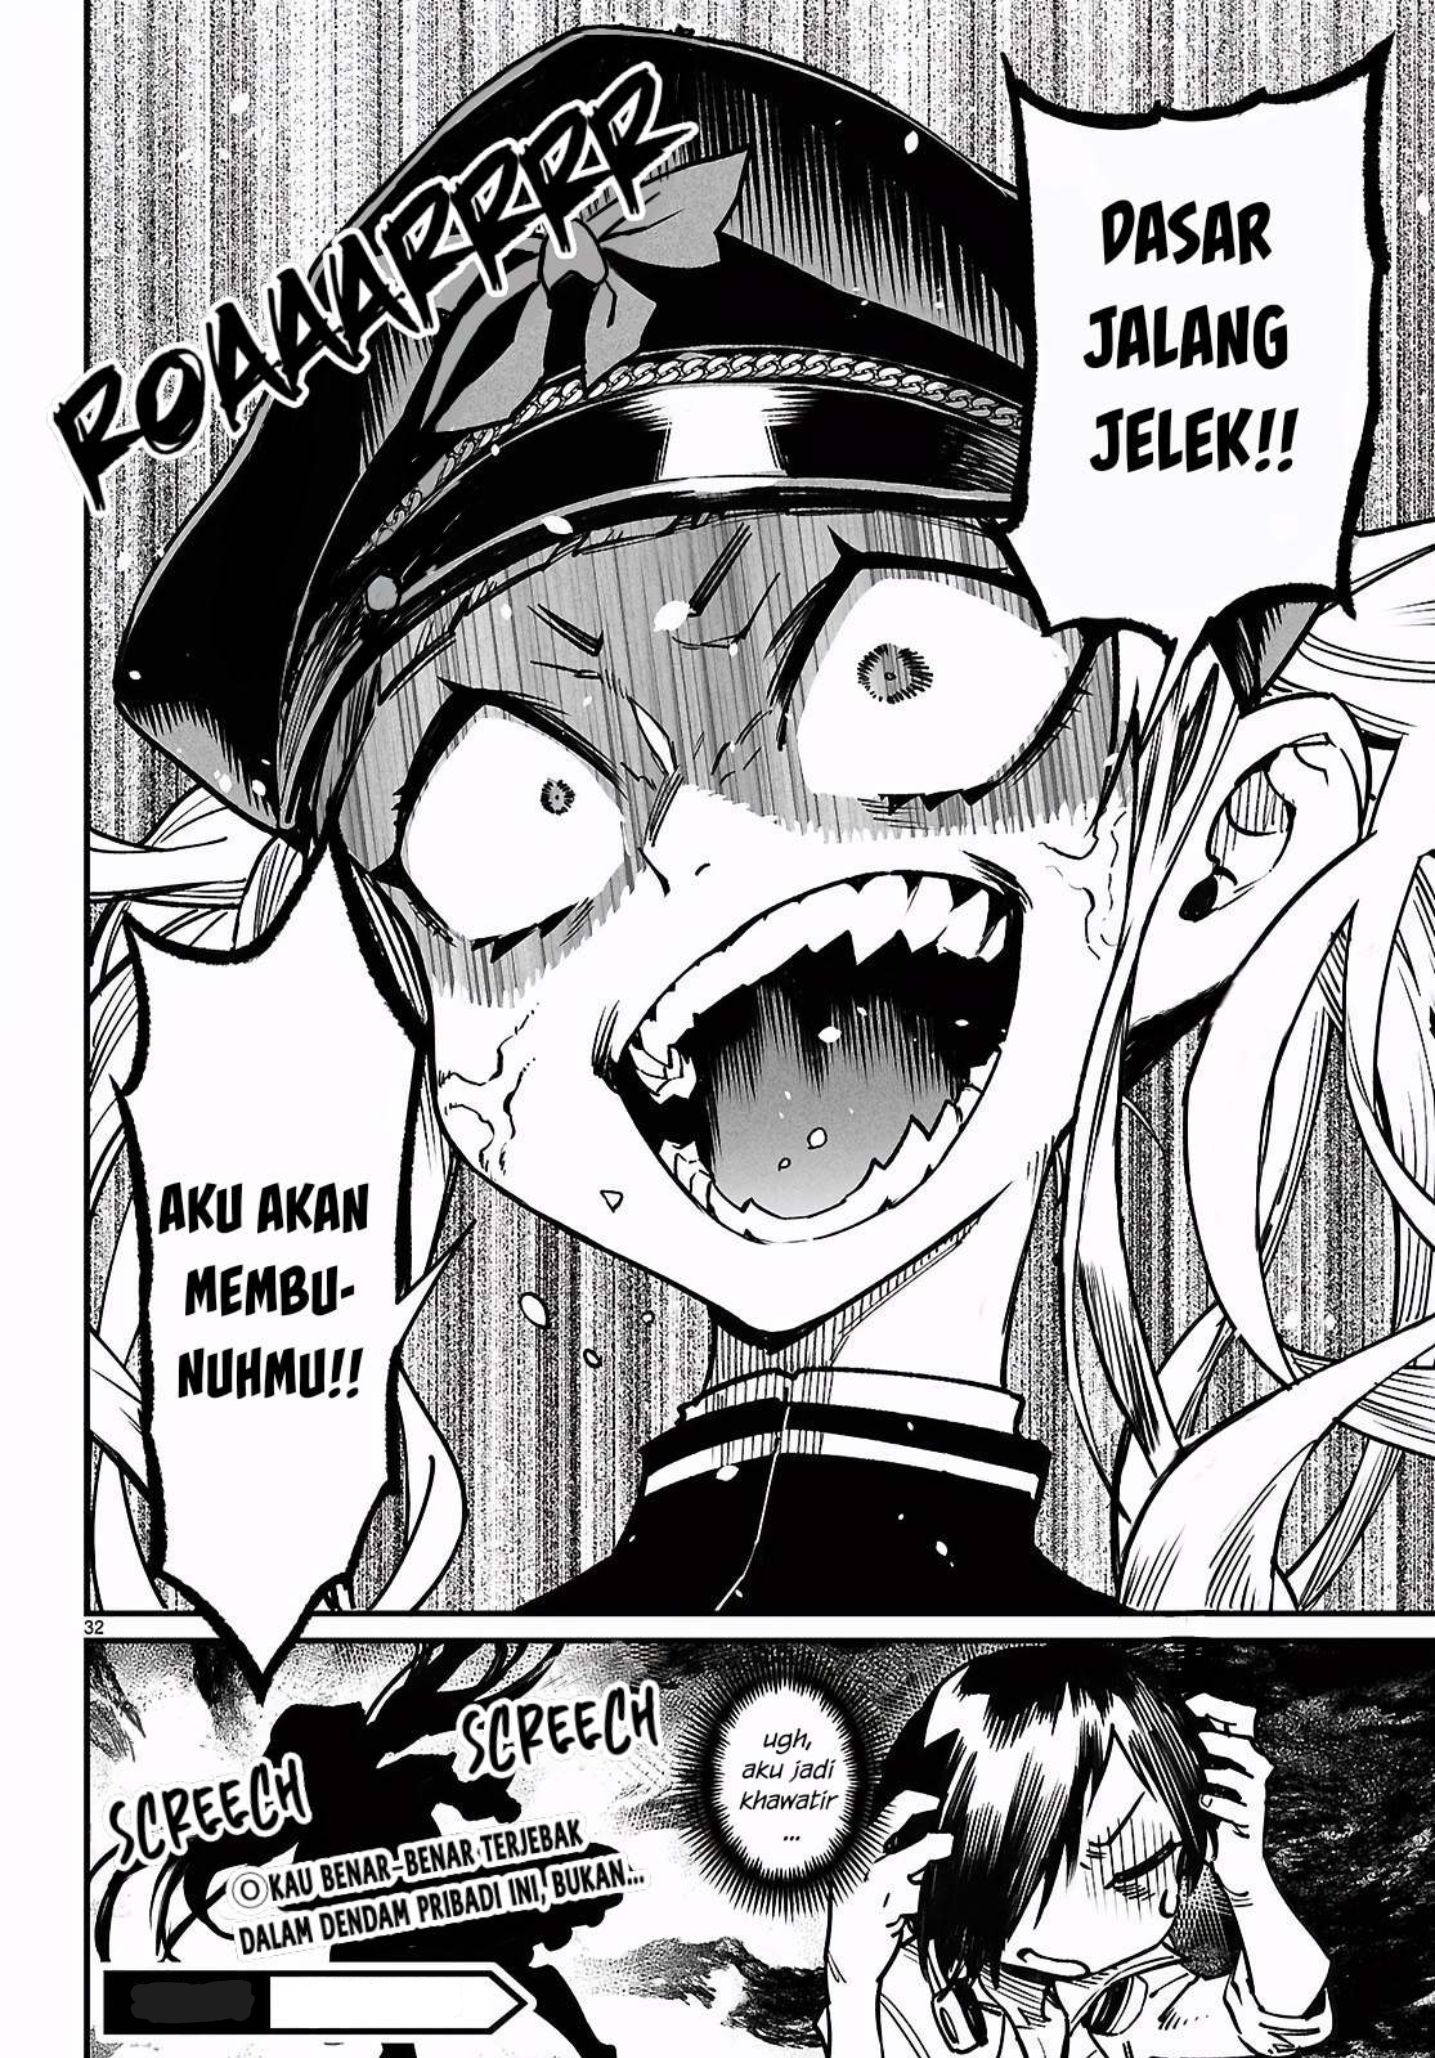 ROAAARRRRR
DASAR
JALANG
JELEK!!
AKU AKAN
MEMBU-
NUHMU!!
32
SCREECH
SCREECH
ugh,
aku jadi
khawatir
...
O KAU BENAR-BENAR TERJEBAK
DALAM DENDAM PRIBADI INI, BUKAN...